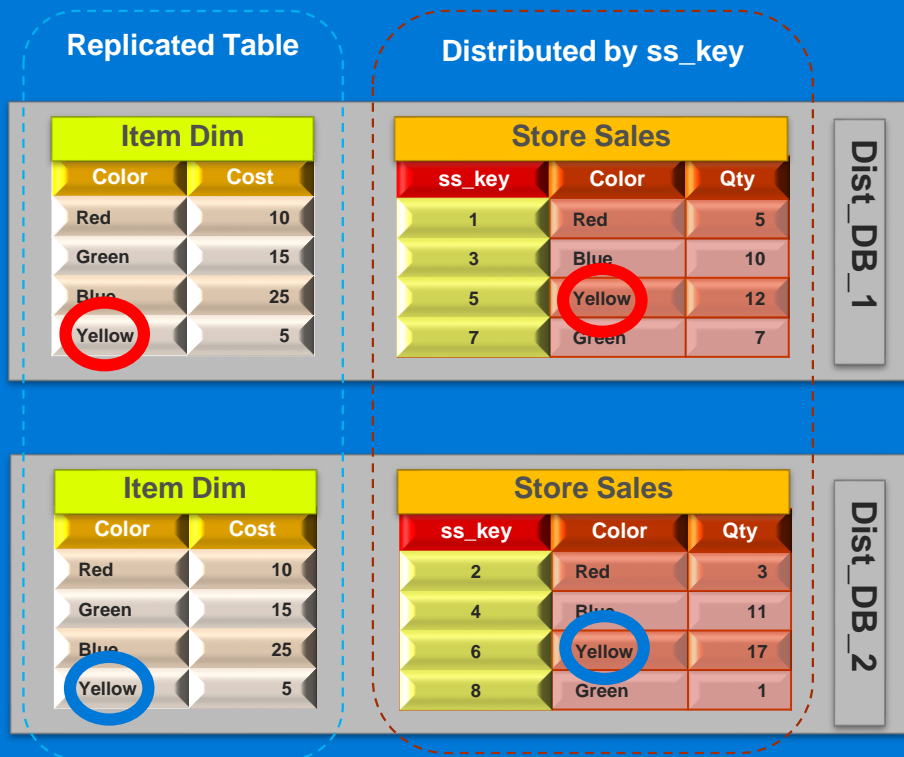 Replicated Table
Distributed by ss_key
Item Dim
Color Cost
Red 10
Green 15
Blue 25
Yellow 5
Store Sales
ss_key Color Qty
1 Red 5
3 Blue 10
5 Yellow 12
7 Green 7
Dist_DB_1
Item Dim
Color Cost
Red 10
Green 15
Blue 25
Yellow 5
Store Sales
ss_key Color Qty
2 Red 3
4 Blue 11
6 Yellow 17
8 Green 1
Dist_DB_2